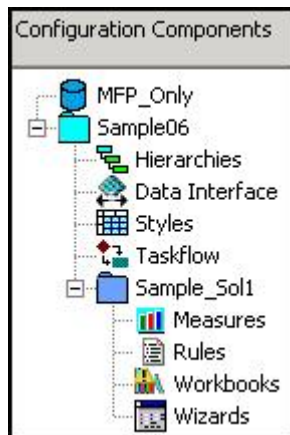 Configuration Components
MFP_Only
Sample06
Hierarchies
Data Interface
Styles
Taskflow
Sample_Sol1
Measures
Rules
Workbooks
Wizards